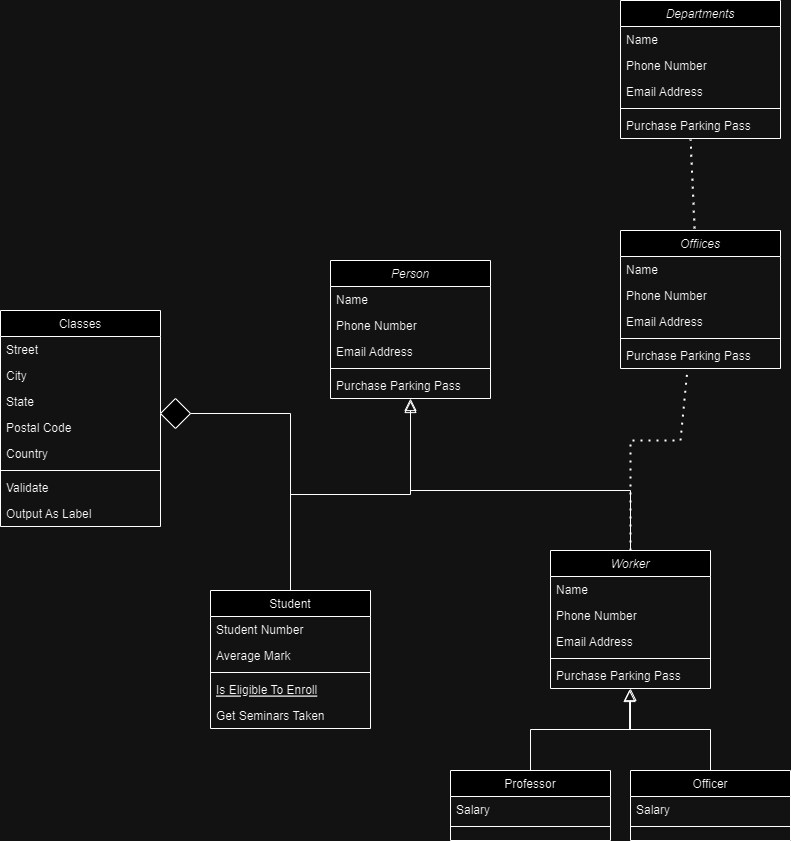 Departments
Name
Phone Number
Email Address
Purchase Parking Pass
Offiices
Name
Phone Number
Email Address
Purchase Parking Pass
Person
Name
Phone Number
Email Address
Purchase Parking Pass
Classes
Street
City
State
Postal Code
Country
Validate
Output As Label
Student
Student Number
Average Mark
Is Eligible To Enroll
Get Seminars Taken
Worker
Name
Phone Number
Email Address
Purchase Parking Pass
Professor
Salary
Officer
Salary